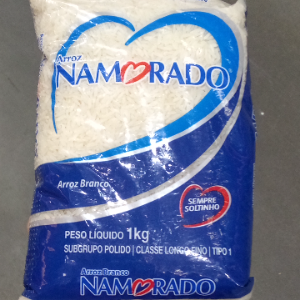 Arroz
NAMORADO
Arroz Branco
SEMPRE
SOLTINHO
PESO LÍQUIDO 1kg
SUBGRUPO POLIDO | CLASSE LONGO FINO | TIPO 1
Arroz Branco
NAMORADO